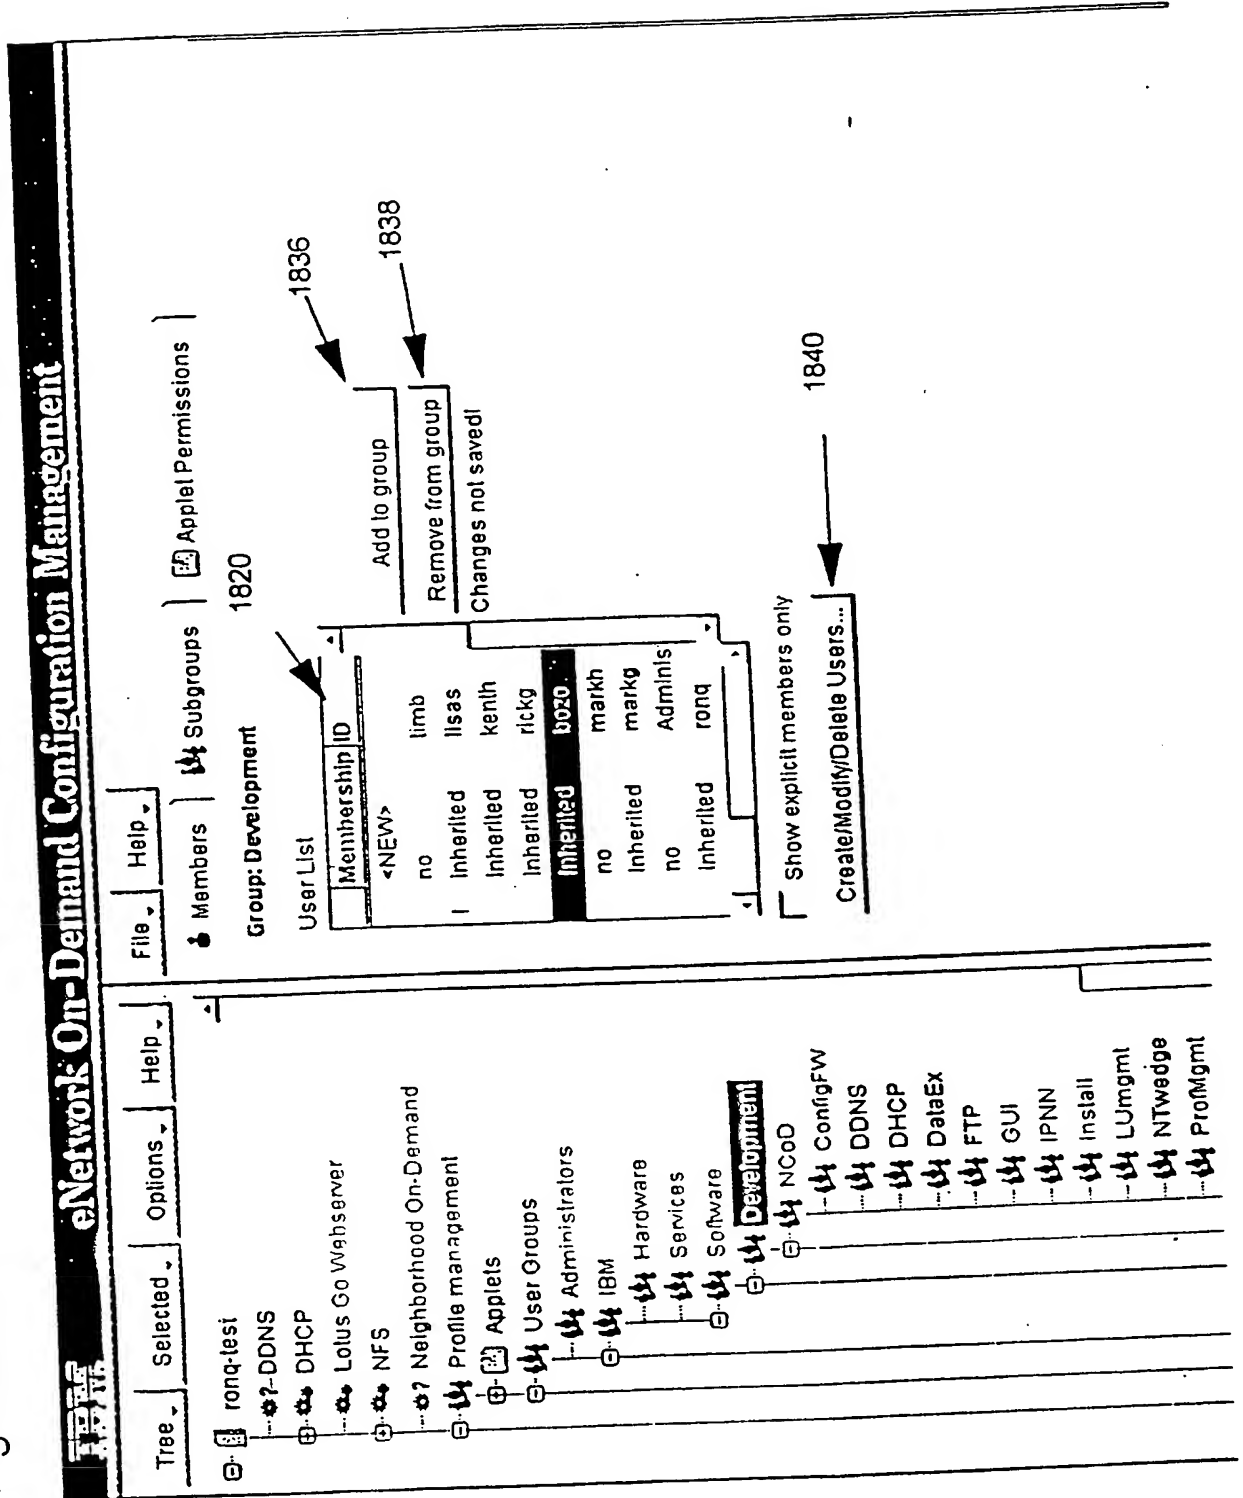 IBM eNetwork On-Demand Configuration Management
Tree Selected Options Help
ronq-test
?-DDNS
DHCP
Lotus Go Webserver
NFS
? Neighborhood On-Demand
Profile management
Applets
User Groups
Administrators
IBM
Hardware
Services
Software
Development
NCoD
ConfigFW
DDNS
DHCP
DataEx
FTP
GUI
IPNN
Install
LUmgmt
NTwedge
ProfMgmt
File Help
Members Subgroups Applet Permissions
Group: Development
1820
User List
Membership ID
<NEW>
no limb
Inherited lisas
Inherited kenth
Inherited rickg
Inherited bozo
no markh
Inherited markg
no Adminis
Inherited ronq
Add to group
1836
Remove from group
1838
Changes not saved!
Show explicit members only
Create/Modify/Delete Users...
1840